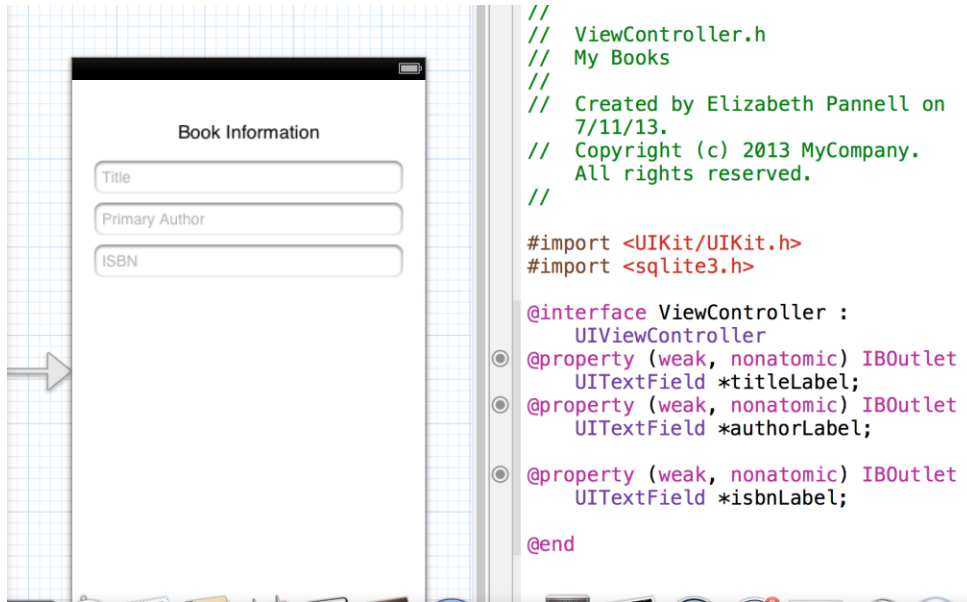 Book Information
Title
Primary Author
ISBN
//
//  ViewController.h
//  My Books
//
//  Created by Elizabeth Pannell on
    7/11/13.
//  Copyright (c) 2013 MyCompany.
    All rights reserved.
//
#import <UIKit/UIKit.h>
#import <sqlite3.h>
@interface ViewController :
    UIViewController
@property (weak, nonatomic) IBOutlet
    UITextField *titleLabel;
@property (weak, nonatomic) IBOutlet
    UITextField *authorLabel;
@property (weak, nonatomic) IBOutlet
    UITextField *isbnLabel;
@end